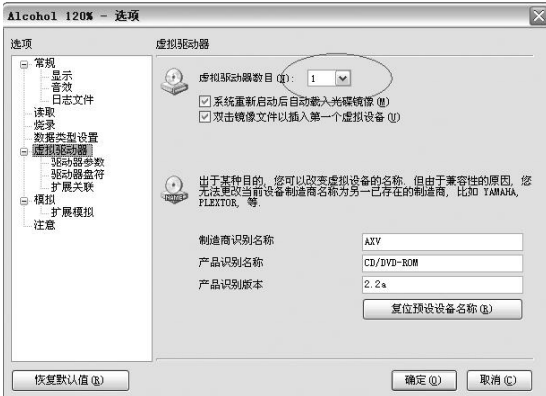 Alcohol 120% - 选项
选项
常规
显示
音效
日志文件
读取
烧录
数据类型设置
虚拟驱动器
驱动器参数
驱动器盘符
扩展关联
模拟
扩展模拟
注意
虚拟驱动器
虚拟驱动器数目(N): 1
系统重新启动后自动载入光碟镜像(M)
双击镜像文件以插入第一个虚拟设备(U)
出于某种目的, 您可以改变虚拟设备的名称. 但由于兼容性的原因, 您
无法更改当前设备制造商名称为另一已存在的制造商, 比如 YAMAHA,
PLEXTOR, 等.
制造商识别名称 AXV
产品识别名称 CD/DVD-ROM
产品识别版本 2.2a
复位预设设备名称(R)
恢复默认值(R) 确定(O) 取消(C)